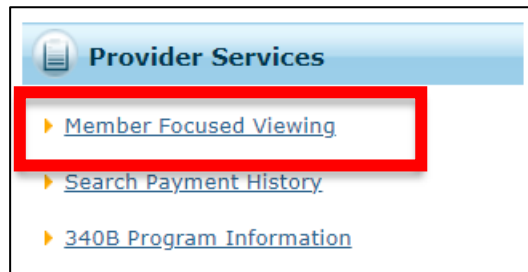 Provider Services
Member Focused Viewing
Search Payment History
340B Program Information